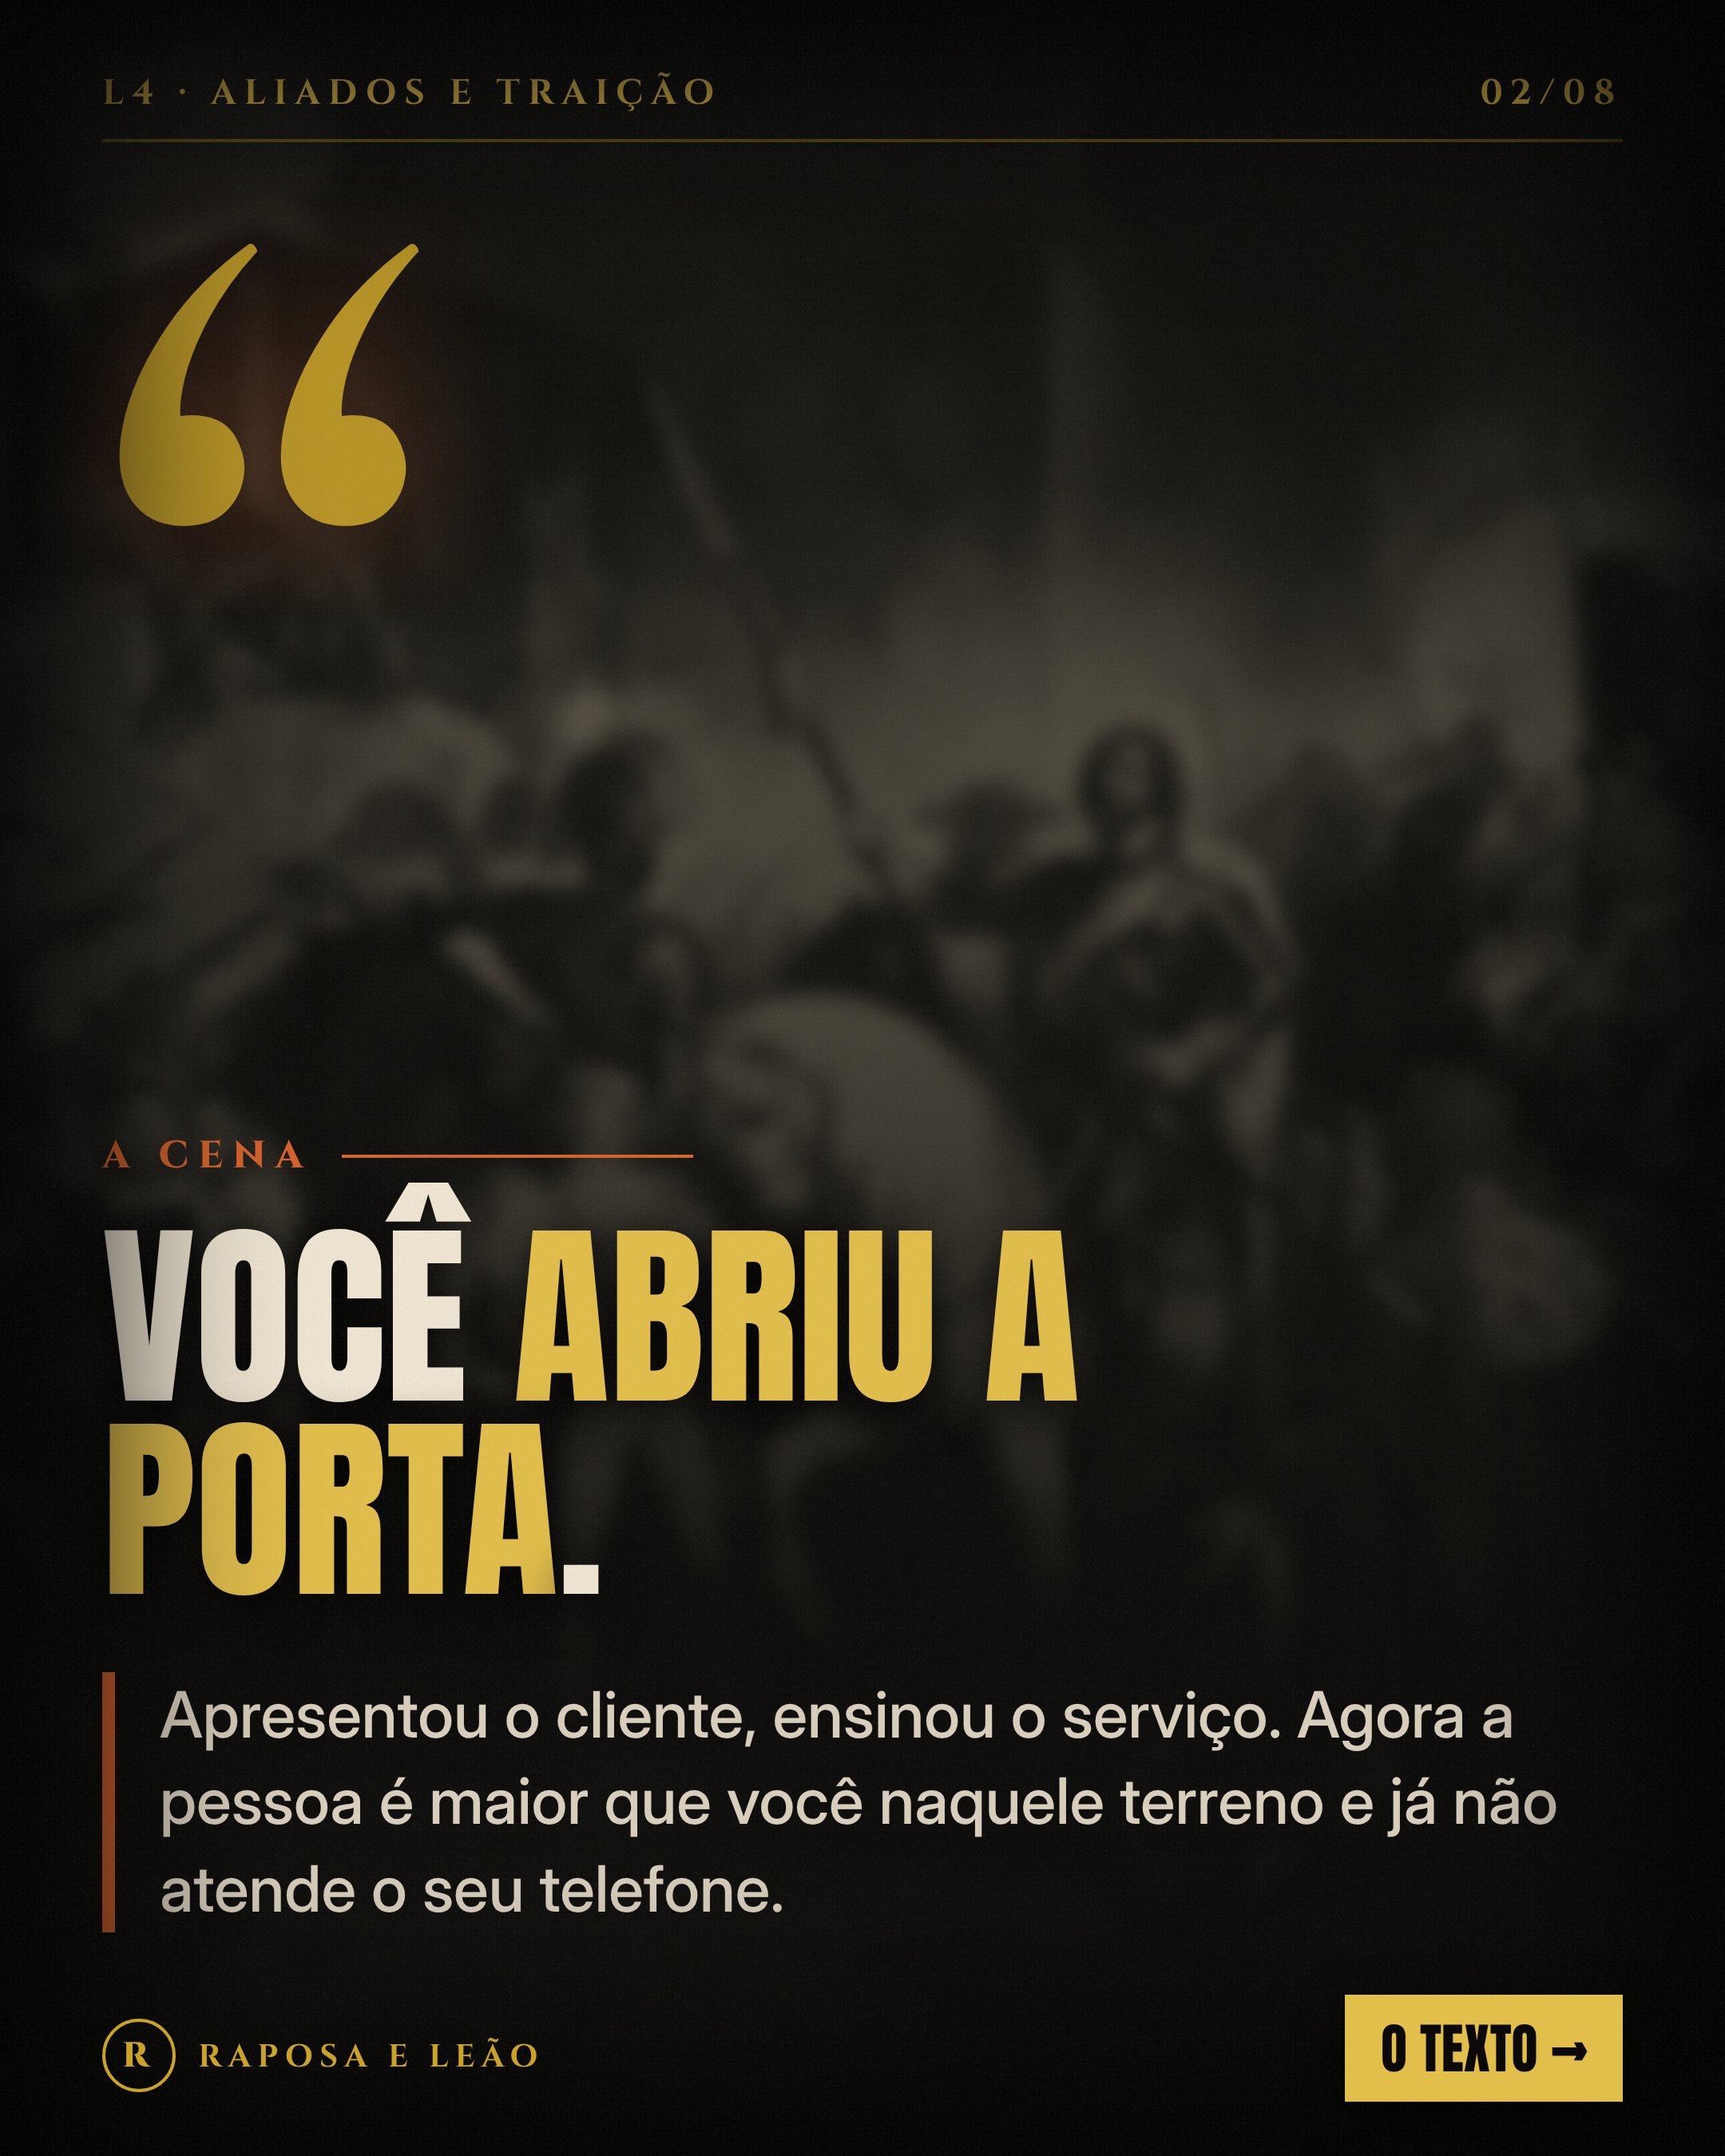 L4 · ALIADOS E TRAIÇÃO
02/08
“
A CENA
VOCÊ ABRIU A
PORTA.
Apresentou o cliente, ensinou o serviço. Agora a
pessoa é maior que você naquele terreno e já não
atende o seu telefone.
R RAPOSA E LEÃO
O TEXTO →